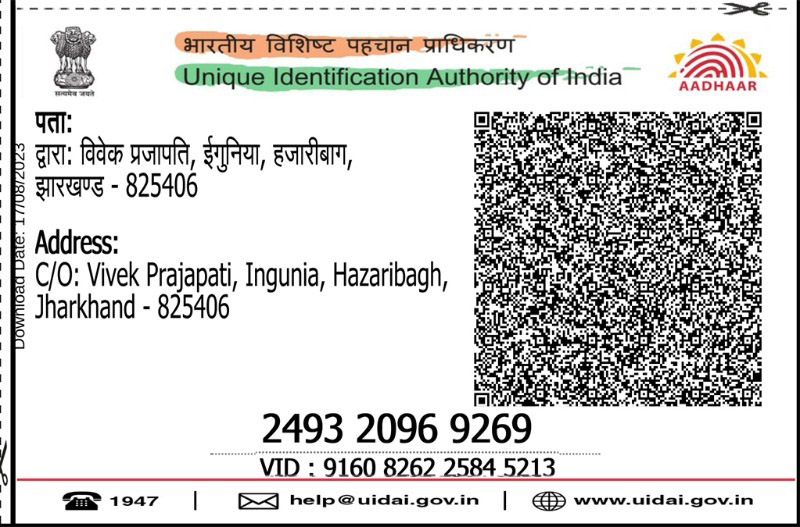 भारतीय विशिष्ट पहचान प्राधिकरण
Unique Identification Authority of India
सत्यमेव जयते
AADHAAR
पता:
द्वारा: विवेक प्रजापति, ईगुनिया, हजारीबाग,
झारखण्ड - 825406
Download Date: 17/08/2023
Address:
C/O: Vivek Prajapati, Ingunia, Hazaribagh,
Jharkhand - 825406
2493 2096 9269
VID : 9160 8262 2584 5213
1947 | help@uidai.gov.in | www.uidai.gov.in